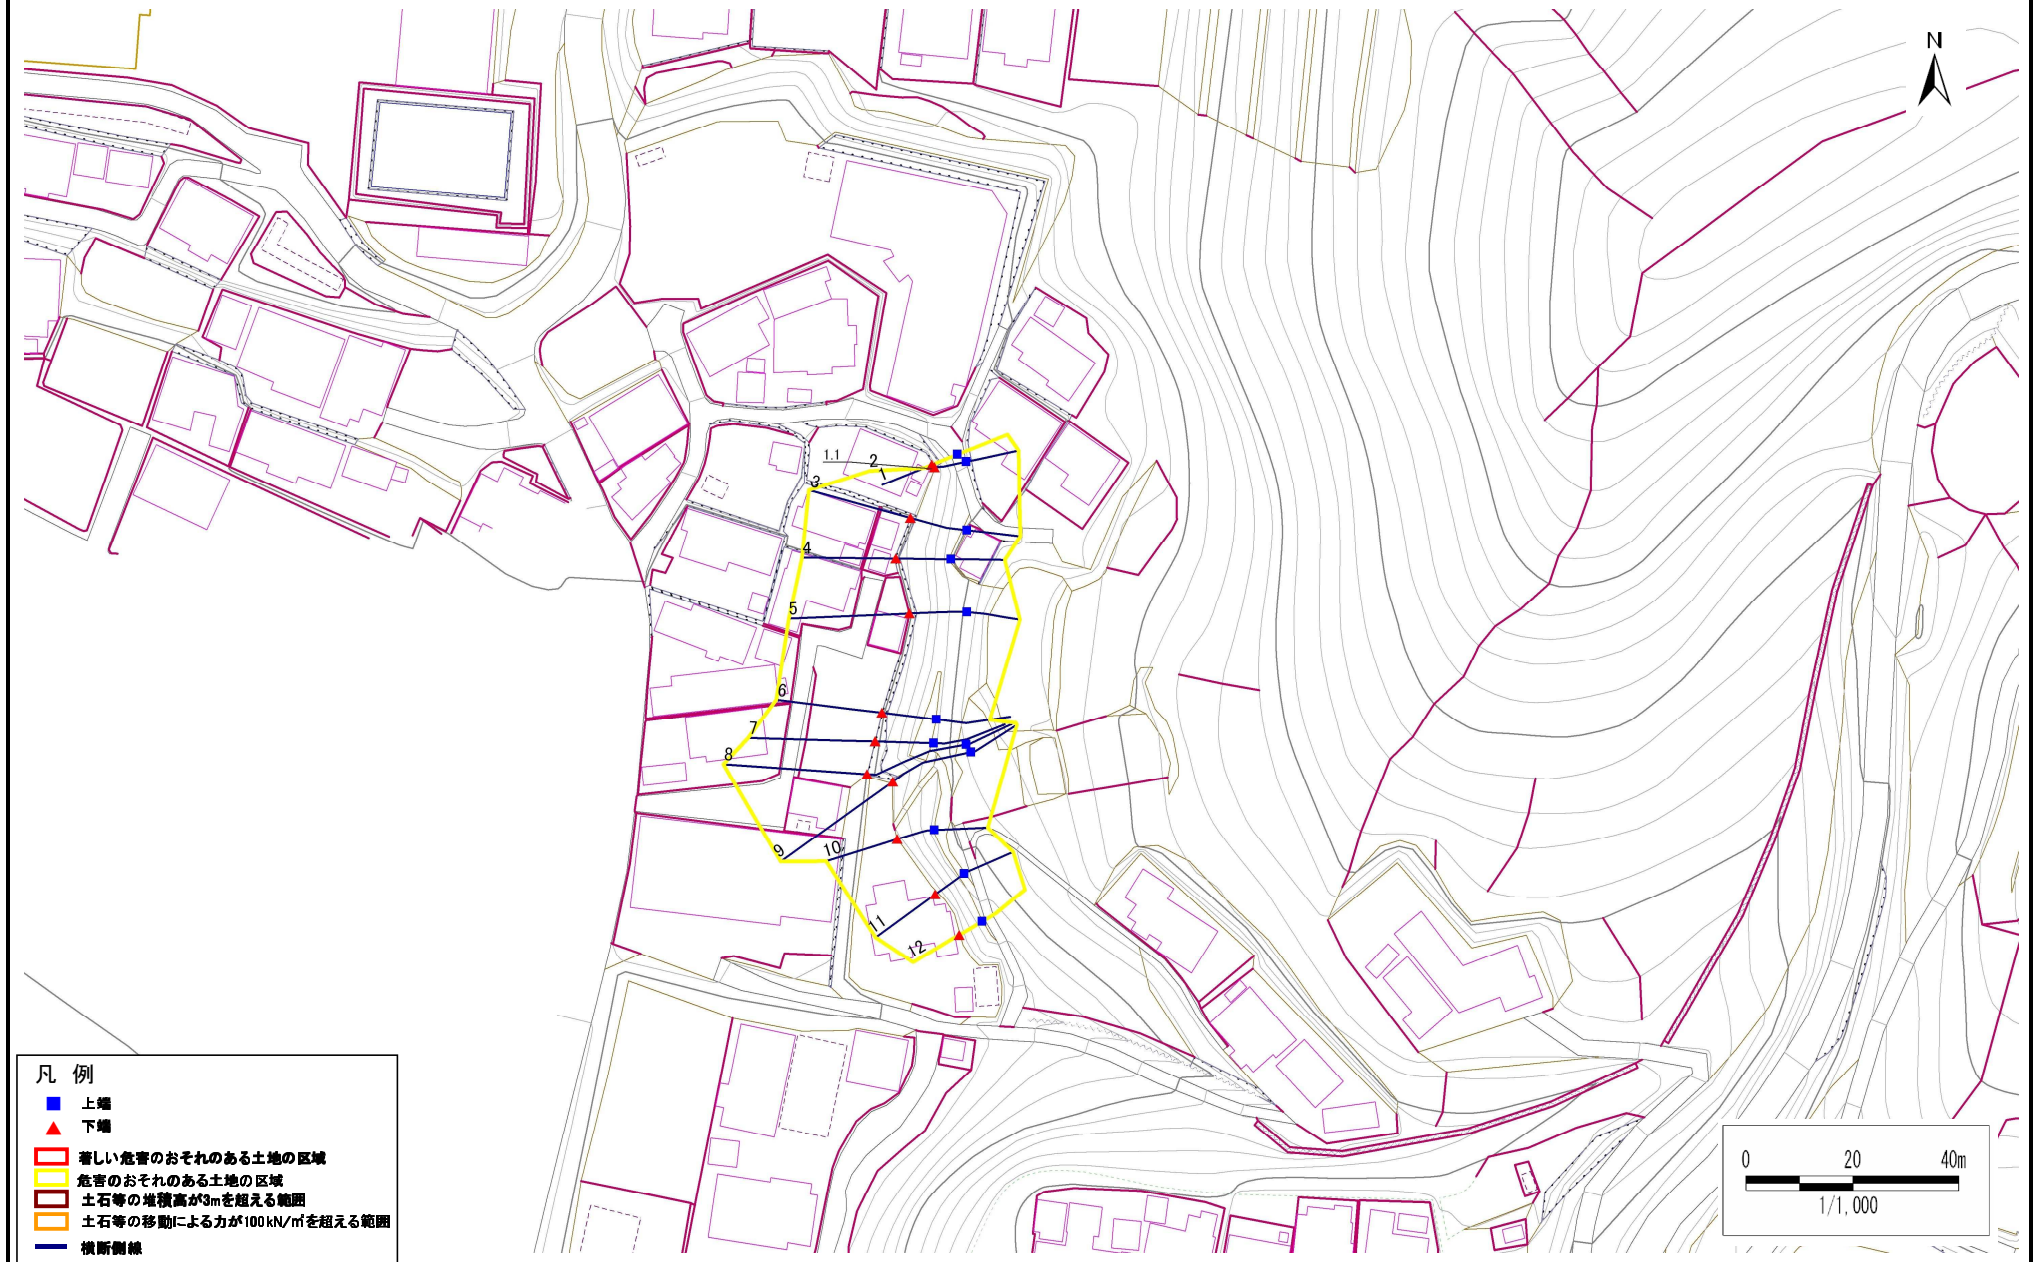 N
1.1
2
1
3
4
5
6
7
8
9
10
11
12
凡 例
上端
下端
著しい危害のおそれのある土地の区域
危害のおそれのある土地の区域
土石等の堆積高が3mを超える範囲
土石等の移動による力が100kN/㎡を超える範囲
横断側線
0 20 40m
1/1,000